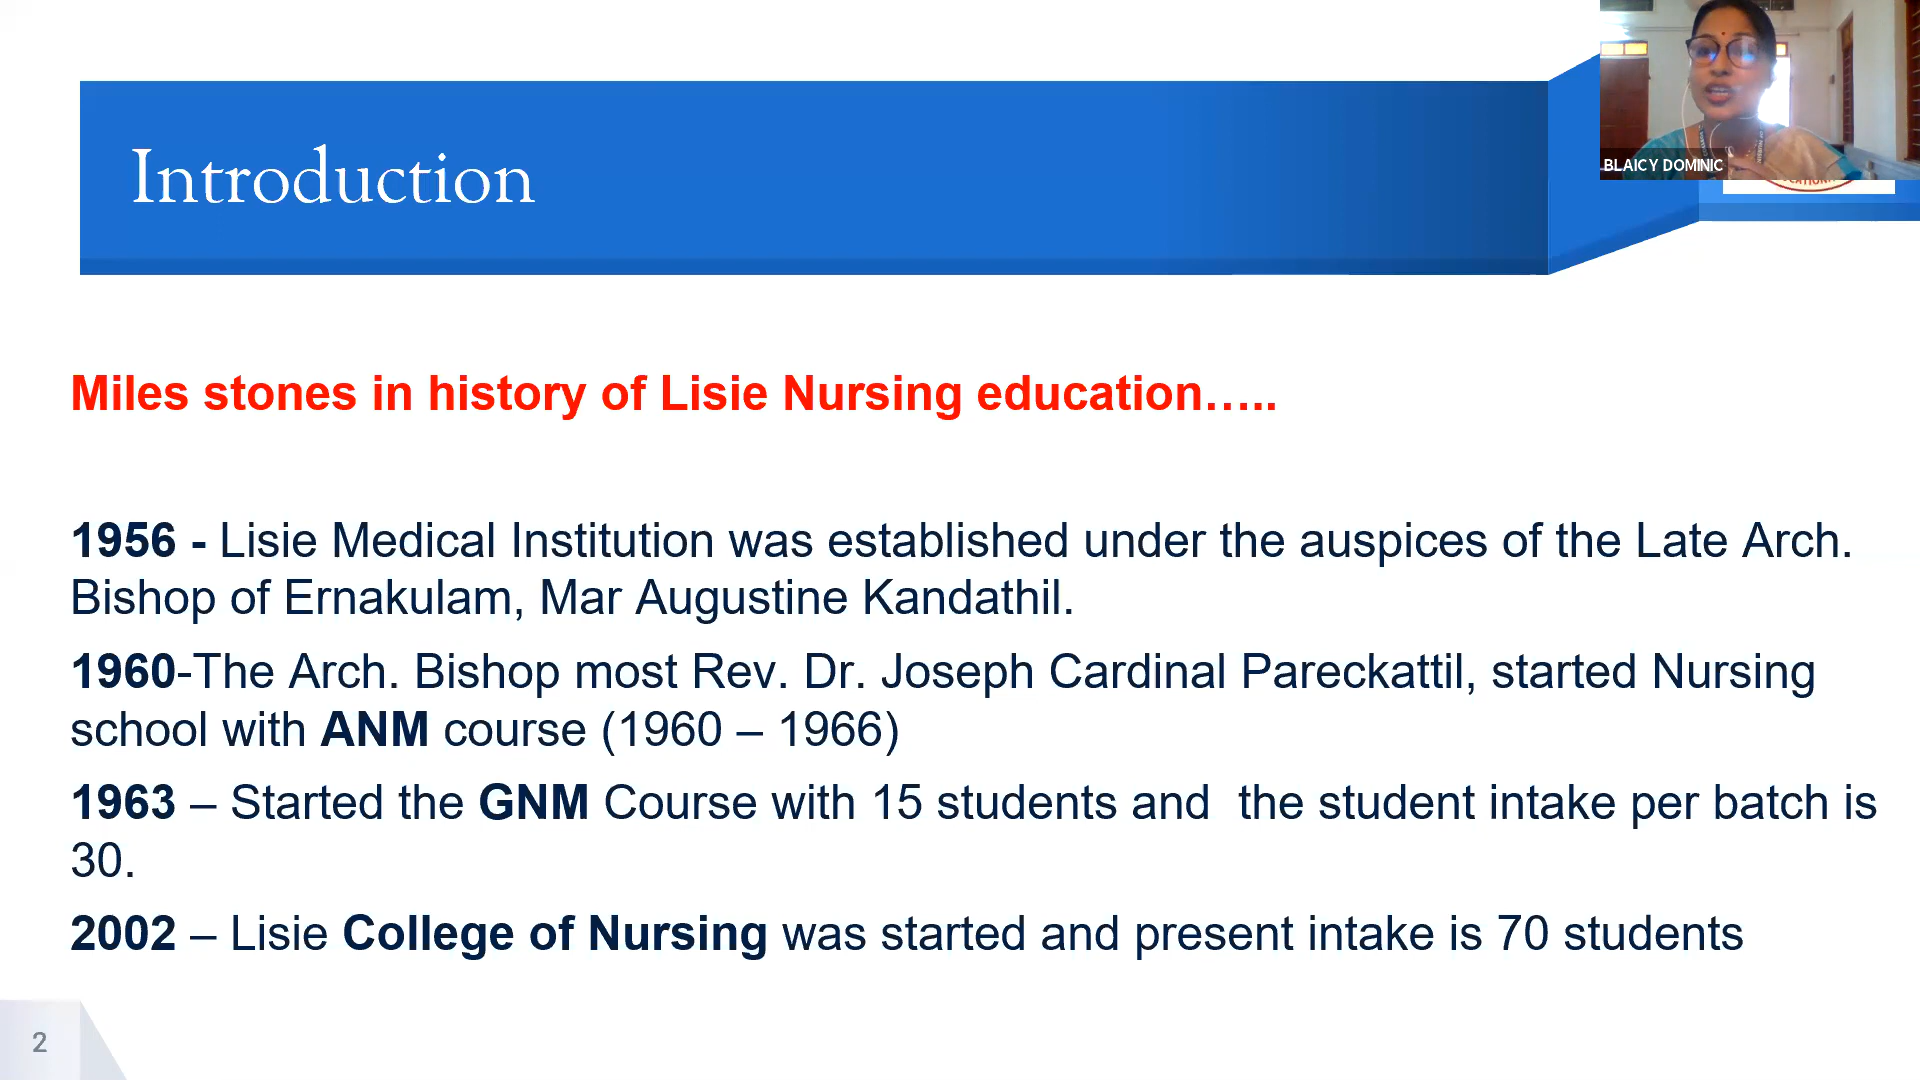 Introduction
BLAICY DOMINIC
Miles stones in history of Lisie Nursing education…..
1956 - Lisie Medical Institution was established under the auspices of the Late Arch.
Bishop of Ernakulam, Mar Augustine Kandathil.
1960-The Arch. Bishop most Rev. Dr. Joseph Cardinal Pareckattil, started Nursing
school with ANM course (1960 – 1966)
1963 – Started the GNM Course with 15 students and  the student intake per batch is
30.
2002 – Lisie College of Nursing was started and present intake is 70 students
2